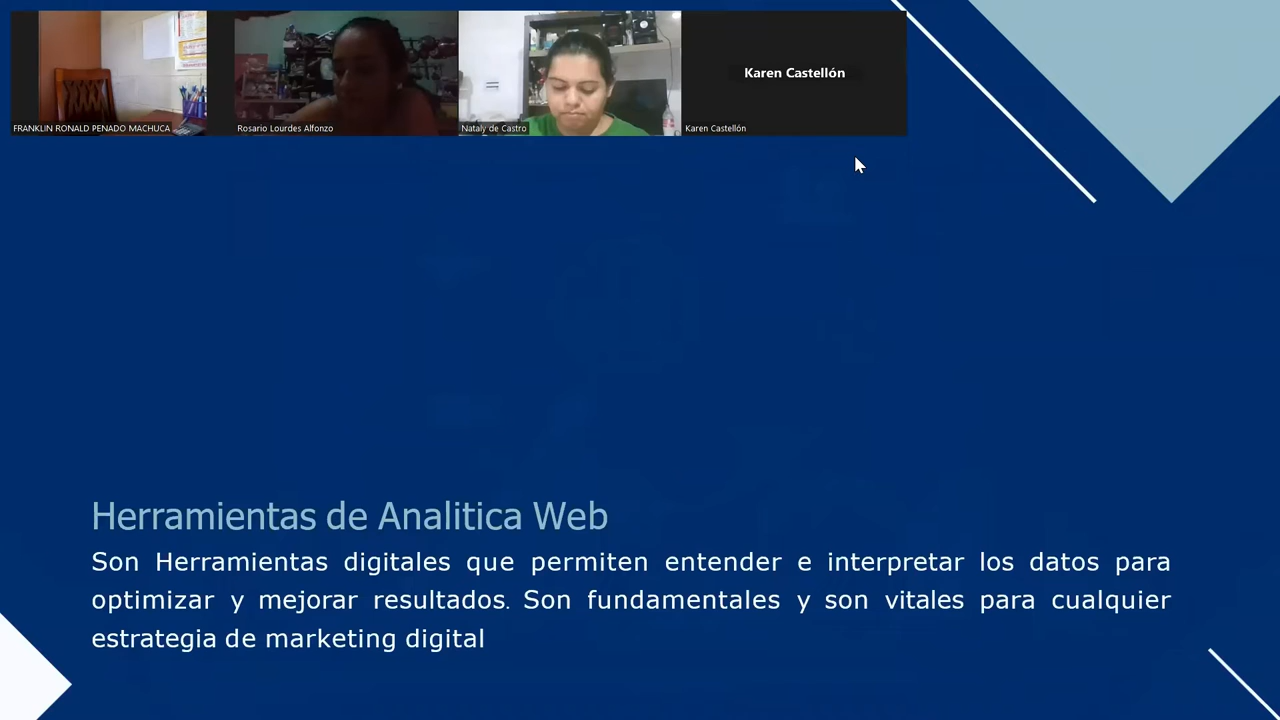 Karen Castellón
FRANKLIN RONALD PENADO MACHUCA
Rosario Lourdes Alfonzo
Nataly de Castro
Karen Castellón
Herramientas de Analitica Web
Son Herramientas digitales que permiten entender e interpretar los datos para
optimizar y mejorar resultados. Son fundamentales y son vitales para cualquier
estrategia de marketing digital